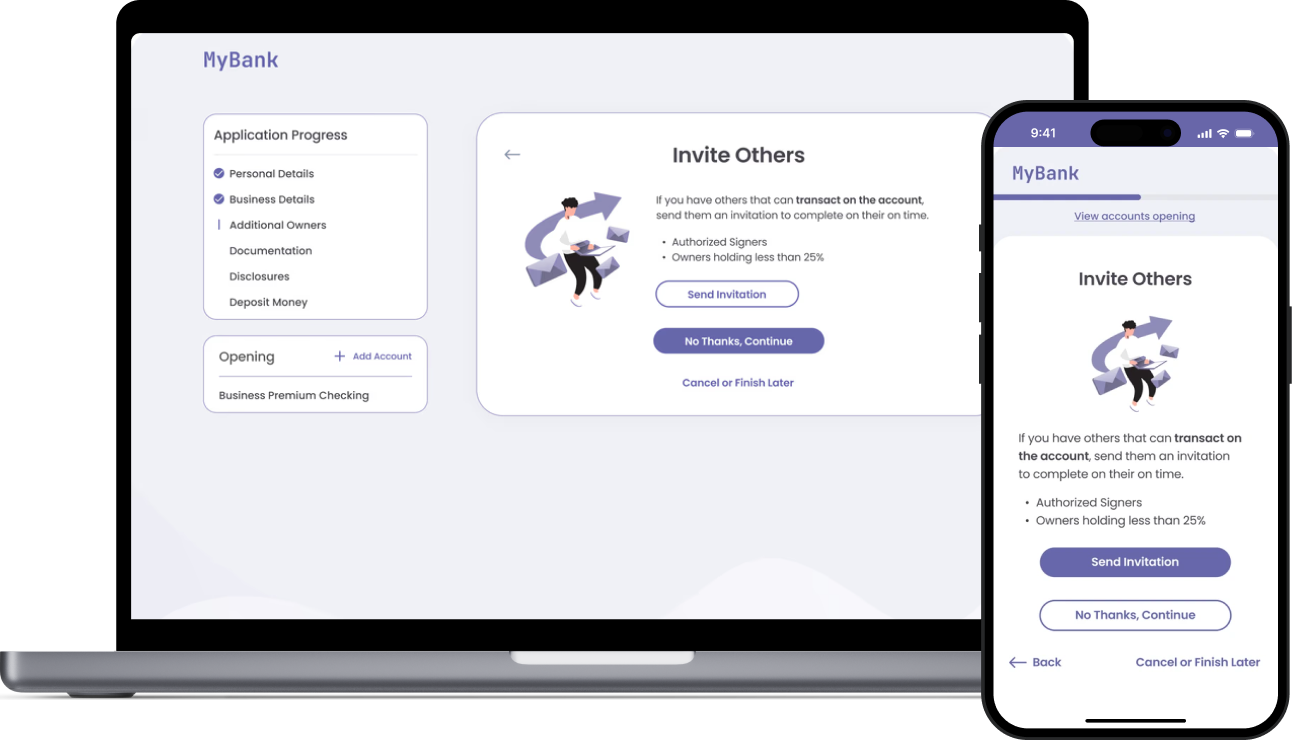 MyBank
Application Progress
Personal Details
Business Details
Additional Owners
Documentation
Disclosures
Deposit Money
Opening
+ Add Account
Business Premium Checking
Invite Others
If you have others that can transact on the account,
send them an invitation to complete on their on time.
• Authorized Signers
• Owners holding less than 25%
Send Invitation
No Thanks, Continue
Cancel or Finish Later
9:41
MyBank
View accounts opening
Invite Others
If you have others that can transact on
the account, send them an invitation
to complete on their on time.
• Authorized Signers
• Owners holding less than 25%
Send Invitation
No Thanks, Continue
Back
Cancel or Finish Later